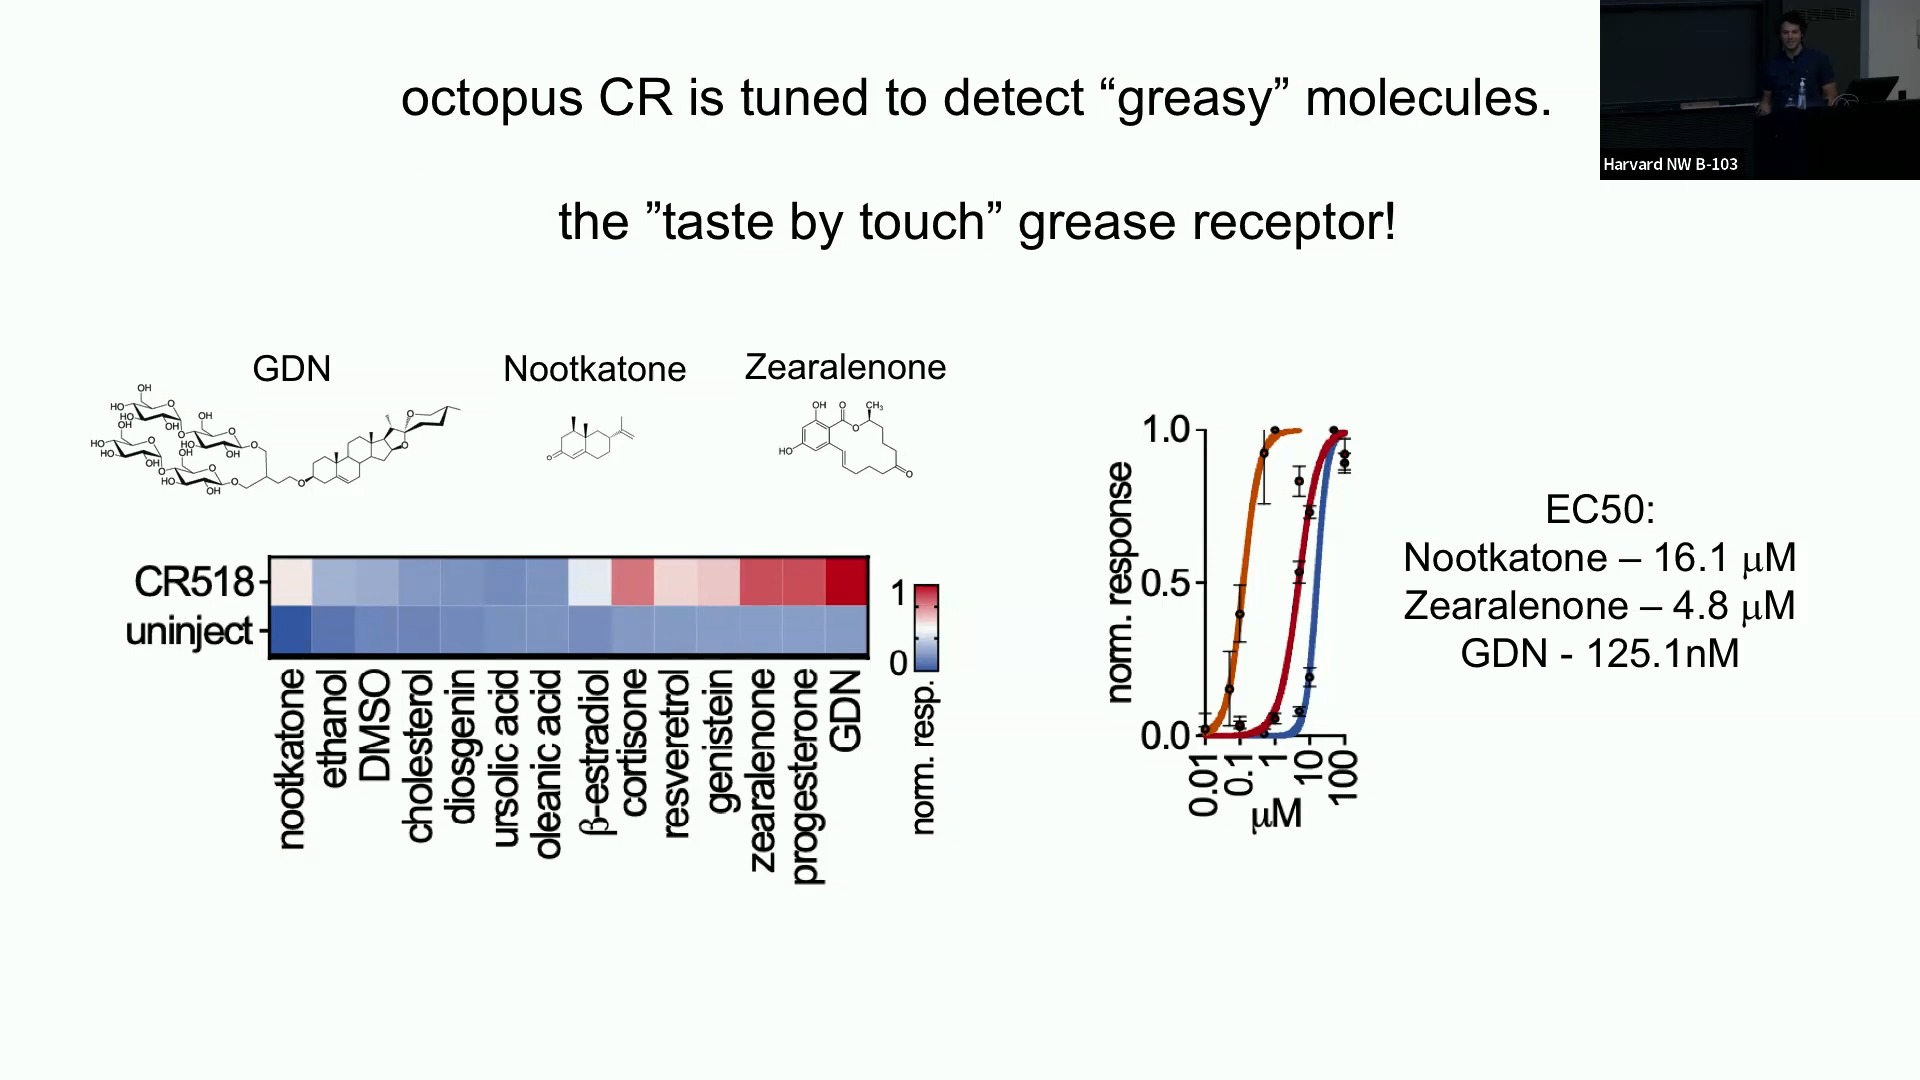 octopus CR is tuned to detect “greasy” molecules.
Harvard NW B-103
the ”taste by touch” grease receptor!
GDN
Nootkatone
Zearalenone
OH
HO
O
OH
HO
OH
OH
HO
O
OH
O
HO
HO
OH
O
HO
O
HO
OH
O
O
O
O
O
OH
O
CH₃
O
HO
O
CR518
uninject
1
0
norm. resp.
nootkatone
ethanol
DMSO
cholesterol
diosgenin
ursolic acid
oleanic acid
β-estradiol
cortisone
resveretrol
genistein
zearalenone
progesterone
GDN
norm. response
1.0
0.5
0.0
0.01
0.1
1
10
100
μM
EC50:
Nootkatone – 16.1 μM
Zearalenone – 4.8 μM
GDN - 125.1nM